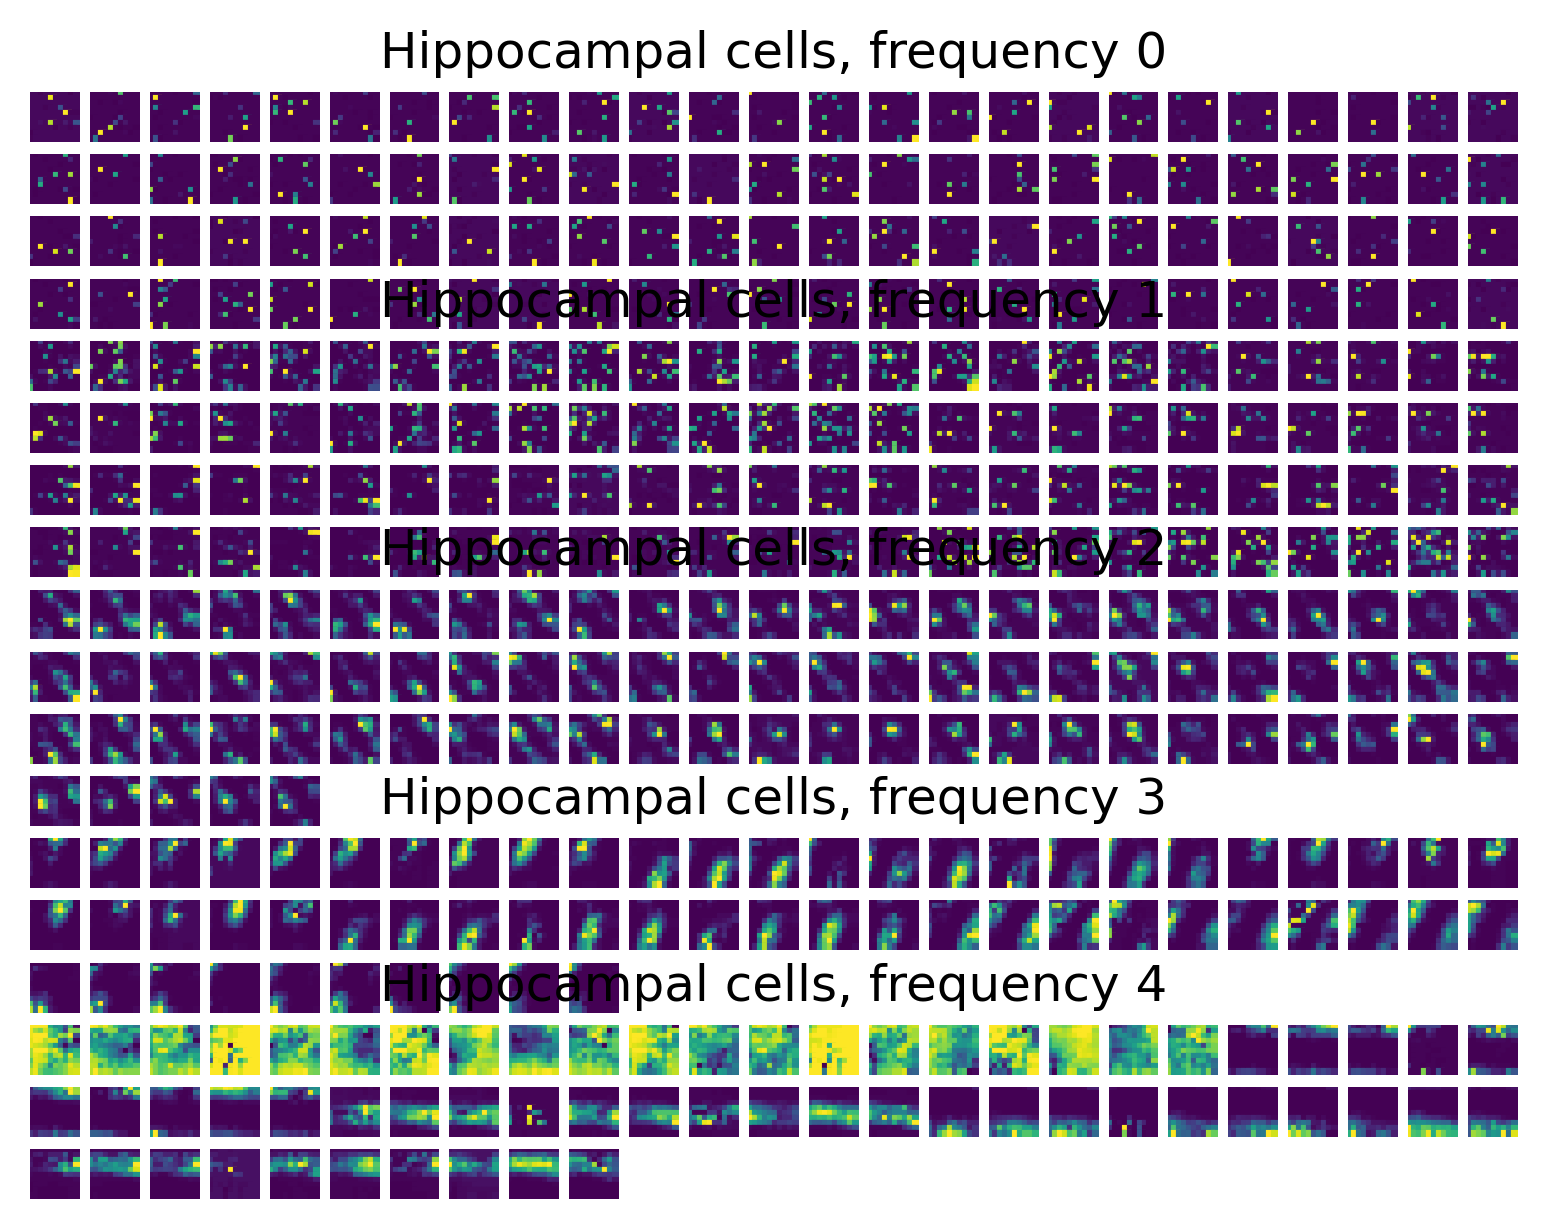 Hippocampal cells, frequency 0
Hippocampal cells, frequency 1
Hippocampal cells, frequency 2
Hippocampal cells, frequency 3
Hippocampal cells, frequency 4